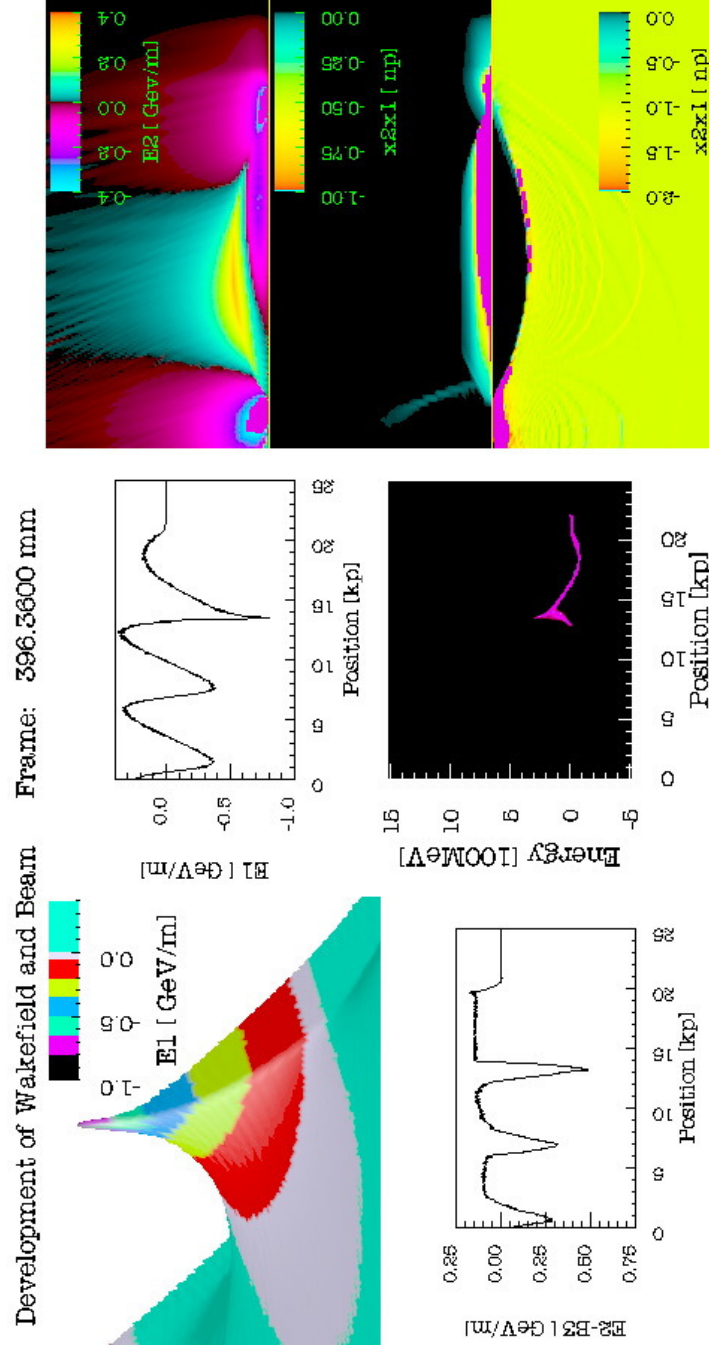 Development of Wakefield and Beam Frame: 396.3600 mm
-1.0 -0.5 0.0
E1 [ GeV/m]
E1 [ GeV/m]
0.0
-0.5
-1.0
0 5 10 15 20 25
Position [kp]
-0.4 -0.2 0.0 0.2 0.4
E2 [ Gev/m]
-1.00 -0.75 -0.50 -0.25 0.00
x2x1 [ np]
E2-B3 [ GeV/m]
0.25
0.00
0.25
0.50
0.75
0 5 10 15 20 25
Position [kp]
Energy [100MeV]
15
10
5
0
-5
0 5 10 15 20
Position [kp]
-2.0 -1.5 -1.0 -0.5 0.0
x2x1 [ np]